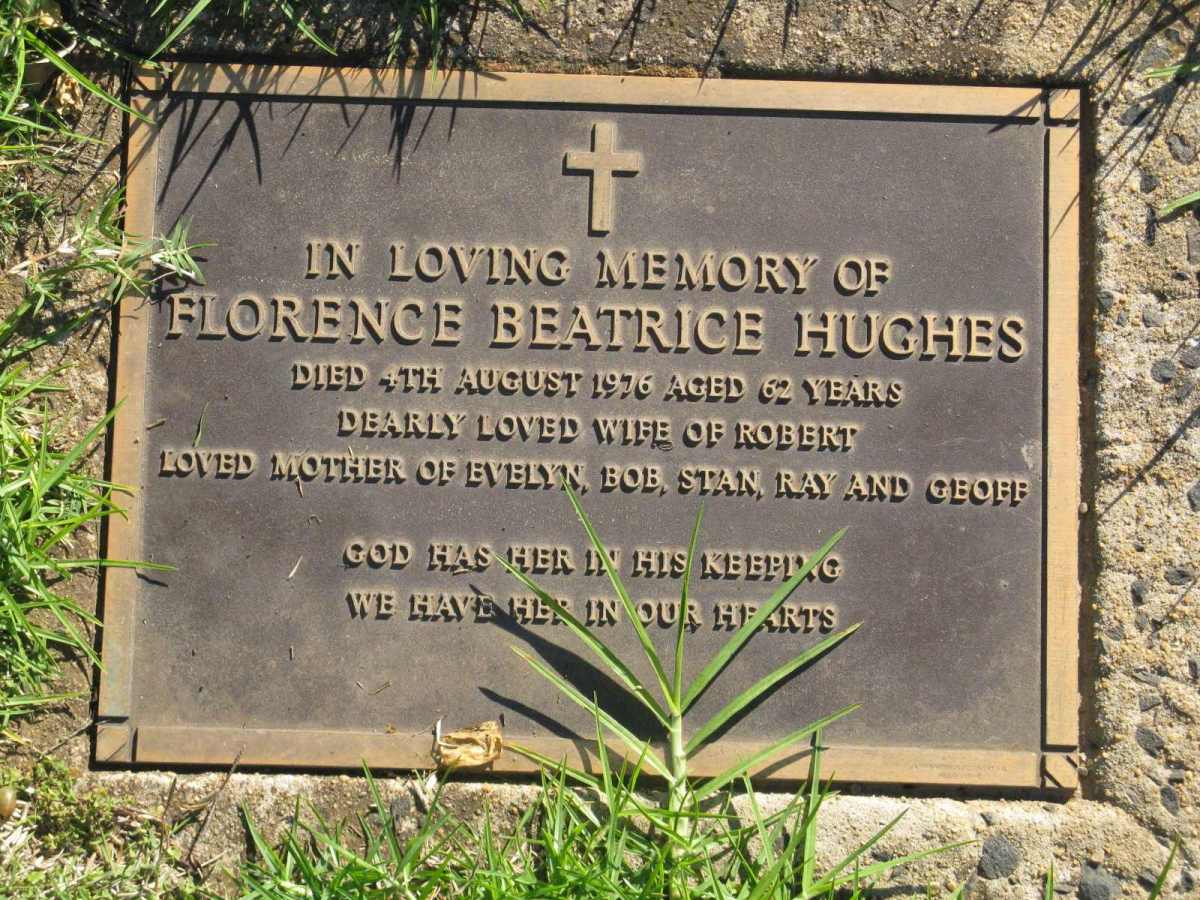 IN LOVING MEMORY OF
FLORENCE BEATRICE HUGHES
DIED 4TH AUGUST 1976 AGED 62 YEARS
DEARLY LOVED WIFE OF ROBERT
LOVED MOTHER OF EVELYN, BOB, STAN, RAY AND GEOFF
GOD HAS HER IN HIS KEEPING
WE HAVE HER IN OUR HEARTS